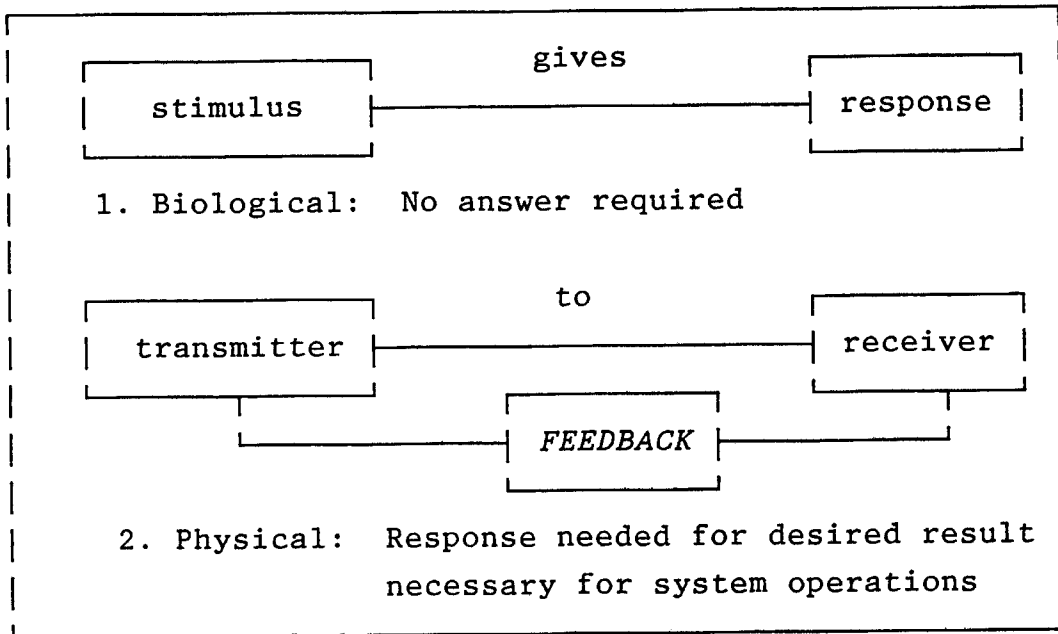 gives
stimulus response
1. Biological: No answer required
to
transmitter receiver
FEEDBACK
2. Physical: Response needed for desired result
necessary for system operations